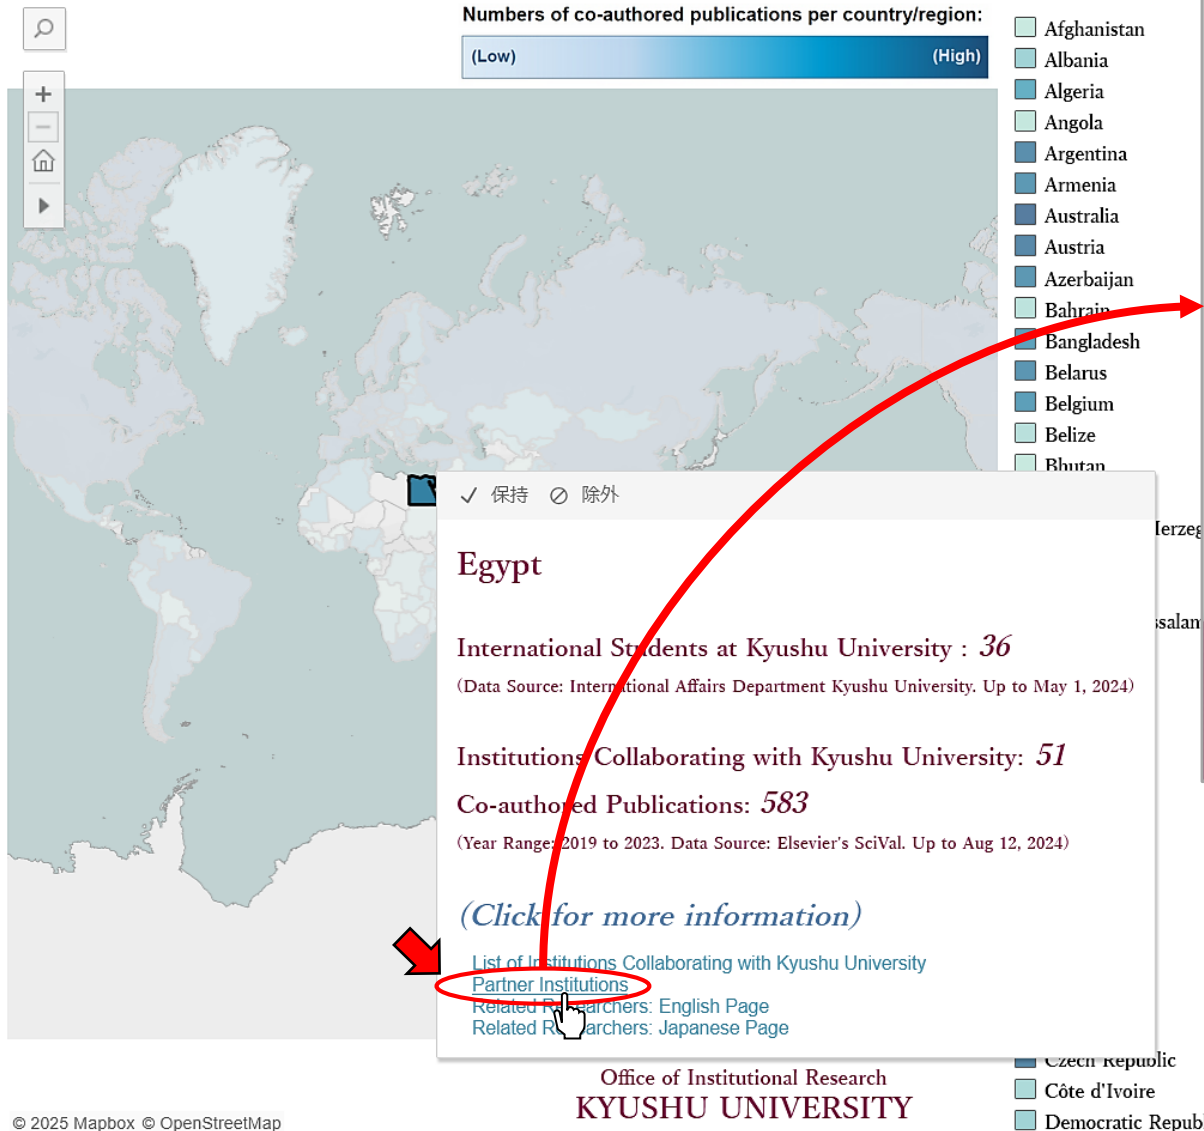 Numbers of co-authored publications per country/region:
(Low)
(High)
Afghanistan
Albania
Algeria
Angola
Argentina
Armenia
Australia
Austria
Azerbaijan
Bahrain
Bangladesh
Belarus
Belgium
Belize
Bhutan
保持 除外
Egypt
International Students at Kyushu University : 36
(Data Source: International Affairs Department Kyushu University. Up to May 1, 2024)
Institutions Collaborating with Kyushu University: 51
Co-authored Publications: 583
(Year Range: 2019 to 2023. Data Source: Elsevier's SciVal. Up to Aug 12, 2024)
(Click for more information)
List of Institutions Collaborating with Kyushu University
Partner Institutions
Related Researchers: English Page
Related Researchers: Japanese Page
Czech Republic
Côte d'Ivoire
Democratic Repub
Office of Institutional Research
KYUSHU UNIVERSITY
© 2025 Mapbox © OpenStreetMap